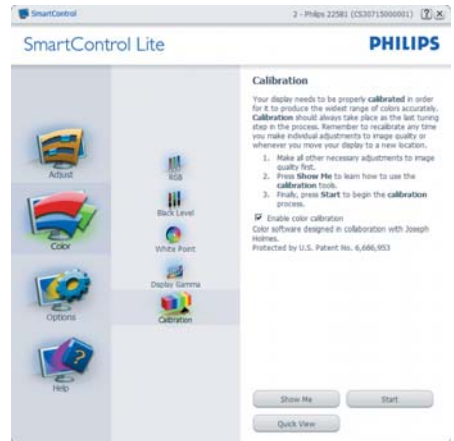 SmartControl
2 - Philips 225B1 (CS30715000001)
SmartControl Lite
PHILIPS
Adjust
Color
Options
Help
RGB
Black Level
White Point
Display Gamma
Calibration
Calibration
Your display needs to be properly calibrated in order
for it to produce the widest range of colors accurately.
Calibration should always take place as the last tuning
step in the process. Remember to recalibrate any time
you make individual adjustments to image quality or
whenever you move your display to a new location.
1. Make all other necessary adjustments to image
quality first.
2. Press Show Me to learn how to use the
calibration tools.
3. Finally, press Start to begin the calibration
process.
Enable color calibration
Color software designed in collaboration with Joseph
Holmes.
Protected by U.S. Patent No. 6,686,953
Show Me
Start
Quick View